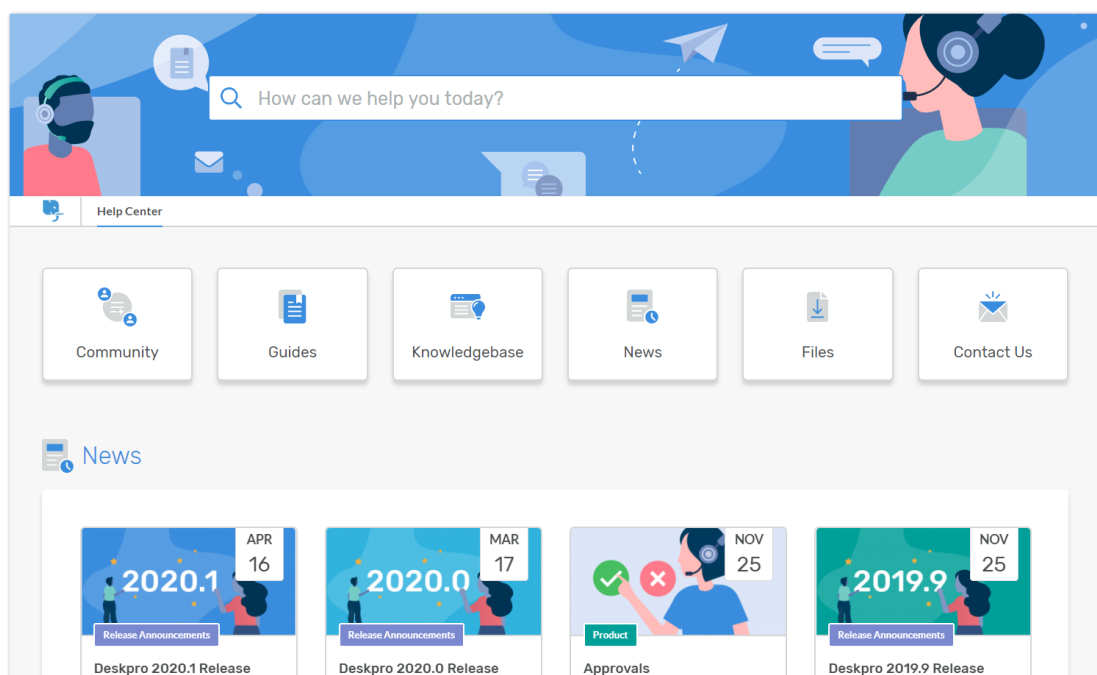 How can we help you today?
Help Center
Community
Guides
Knowledgebase
News
Files
Contact Us
News
APR
16
2020.1
Release Announcements
Deskpro 2020.1 Release
MAR
17
2020.0
Release Announcements
Deskpro 2020.0 Release
NOV
25
Product
Approvals
NOV
25
2019.9
Release Announcements
Deskpro 2019.9 Release